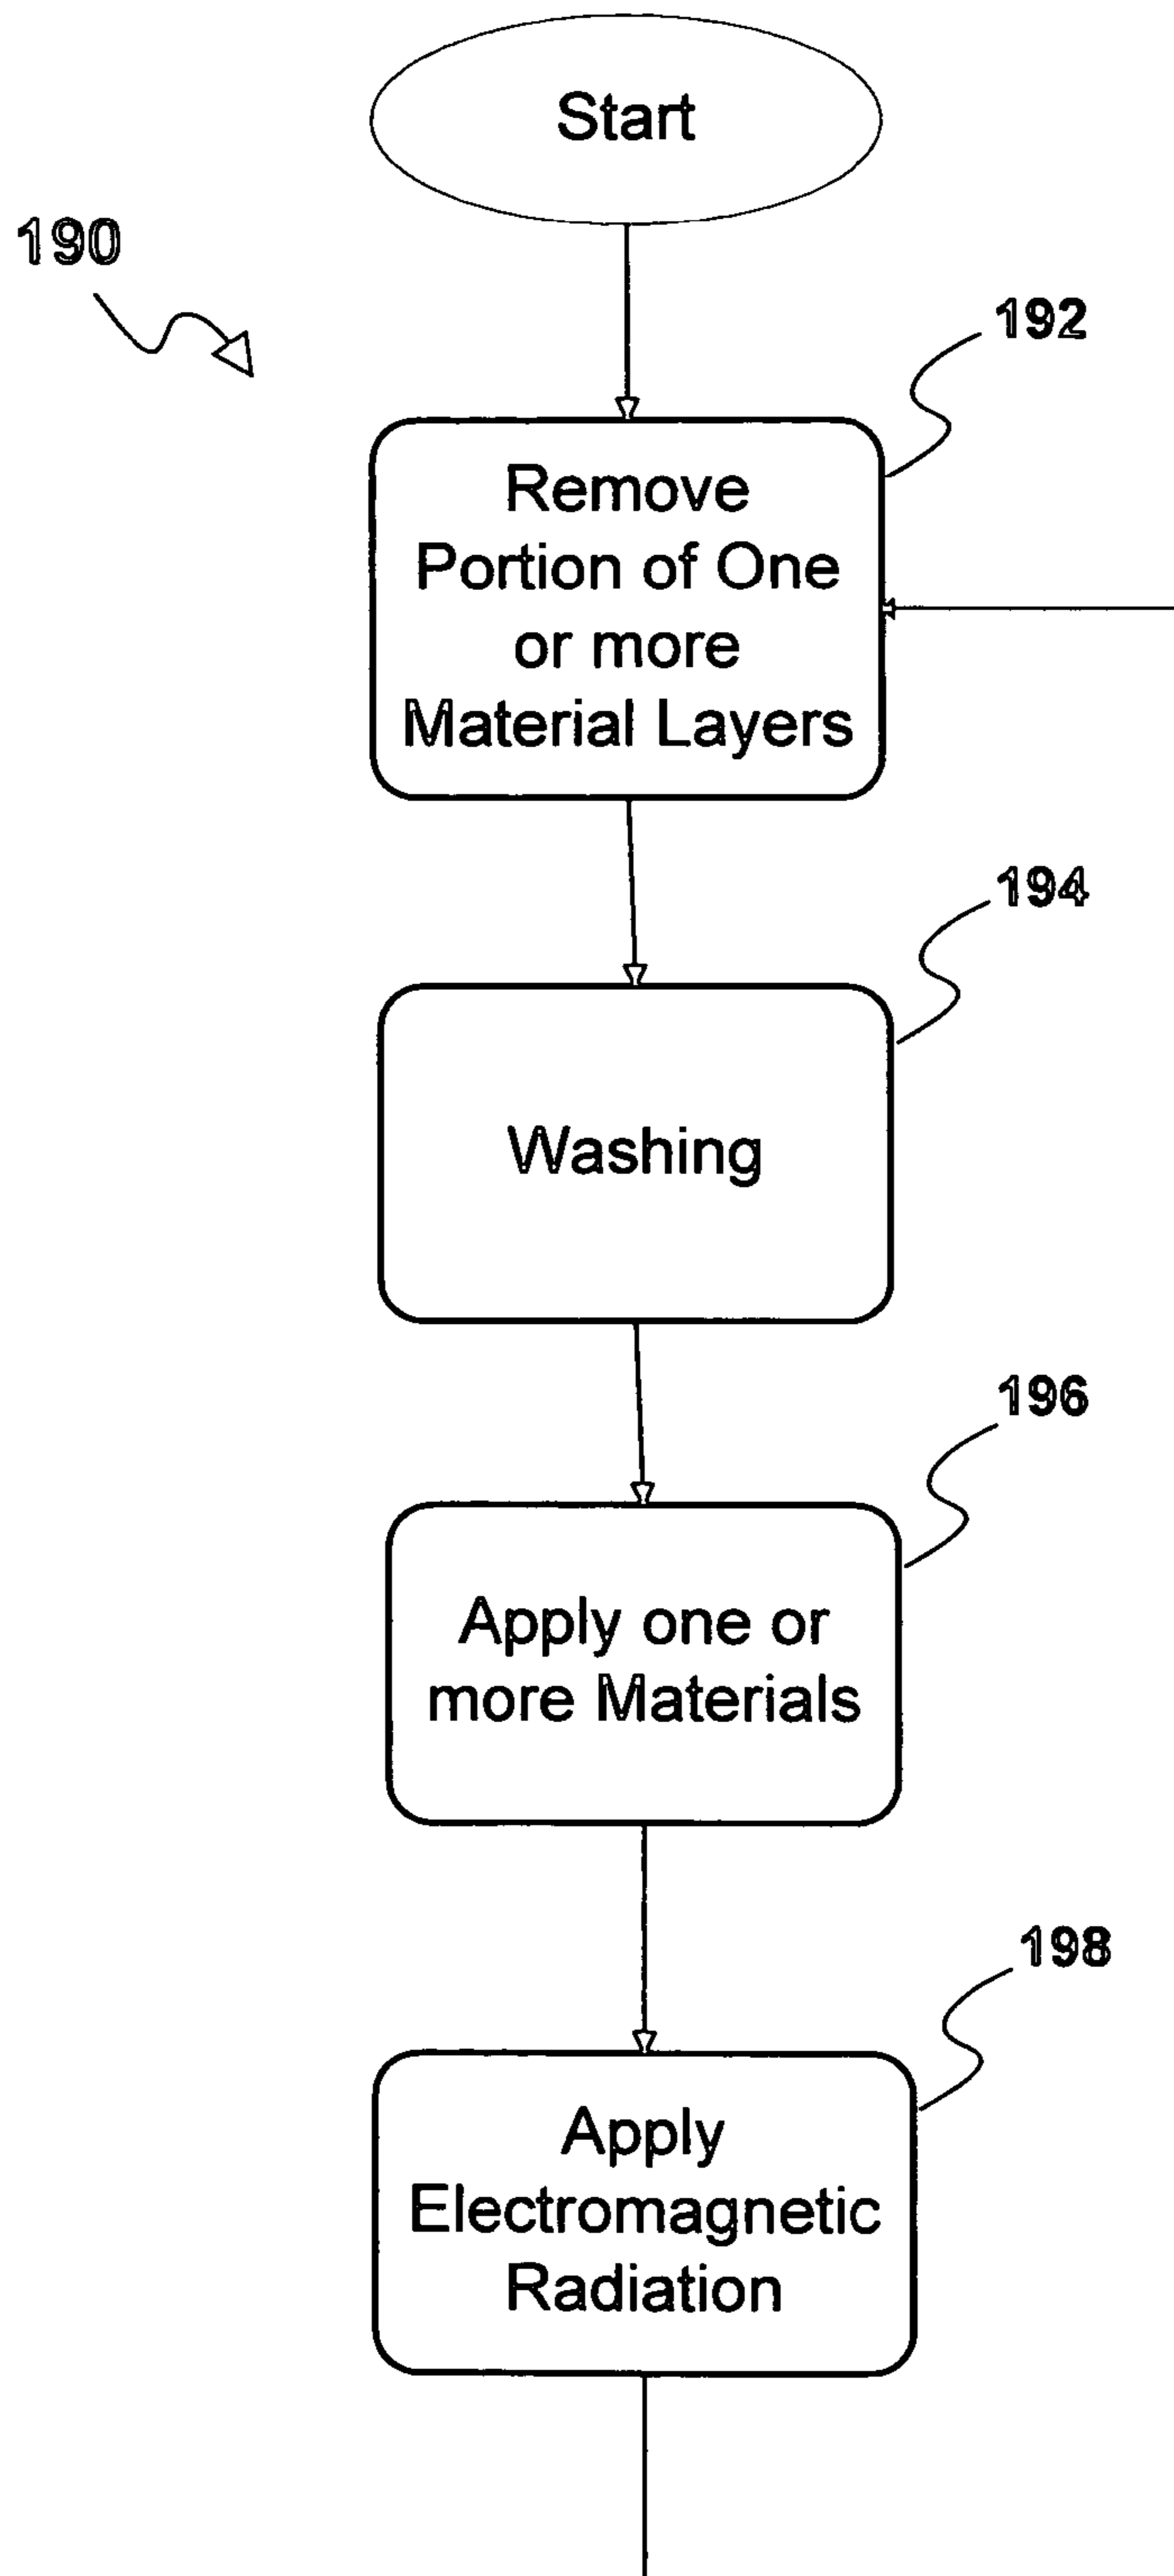 Start
190
192
Remove
Portion of One
or more
Material Layers
194
Washing
196
Apply one or
more Materials
198
Apply
Electromagnetic
Radiation